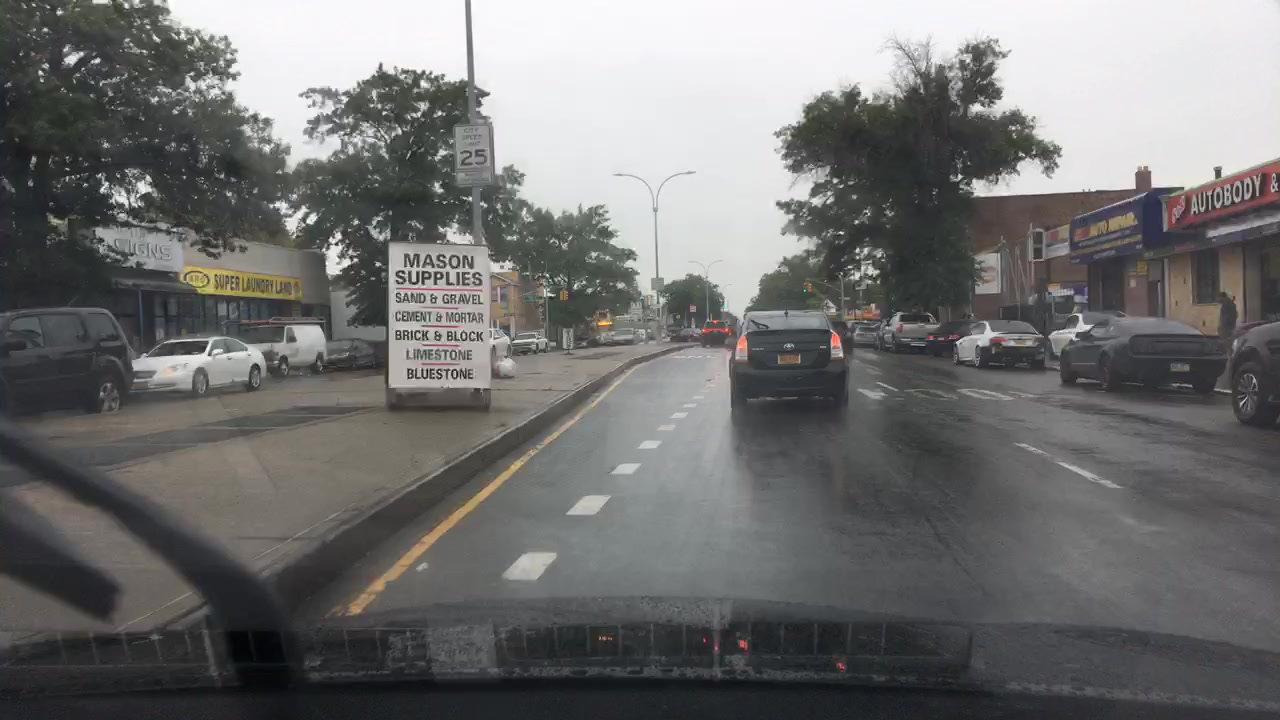 CITY
SPEED
LIMIT
25
MASON
SUPPLIES
SAND & GRAVEL
CEMENT & MORTAR
BRICK & BLOCK
LIMESTONE
BLUESTONE
SIGNS
SUPER LAUNDRY LAND
AUTO REPAIR
AUTOBODY &